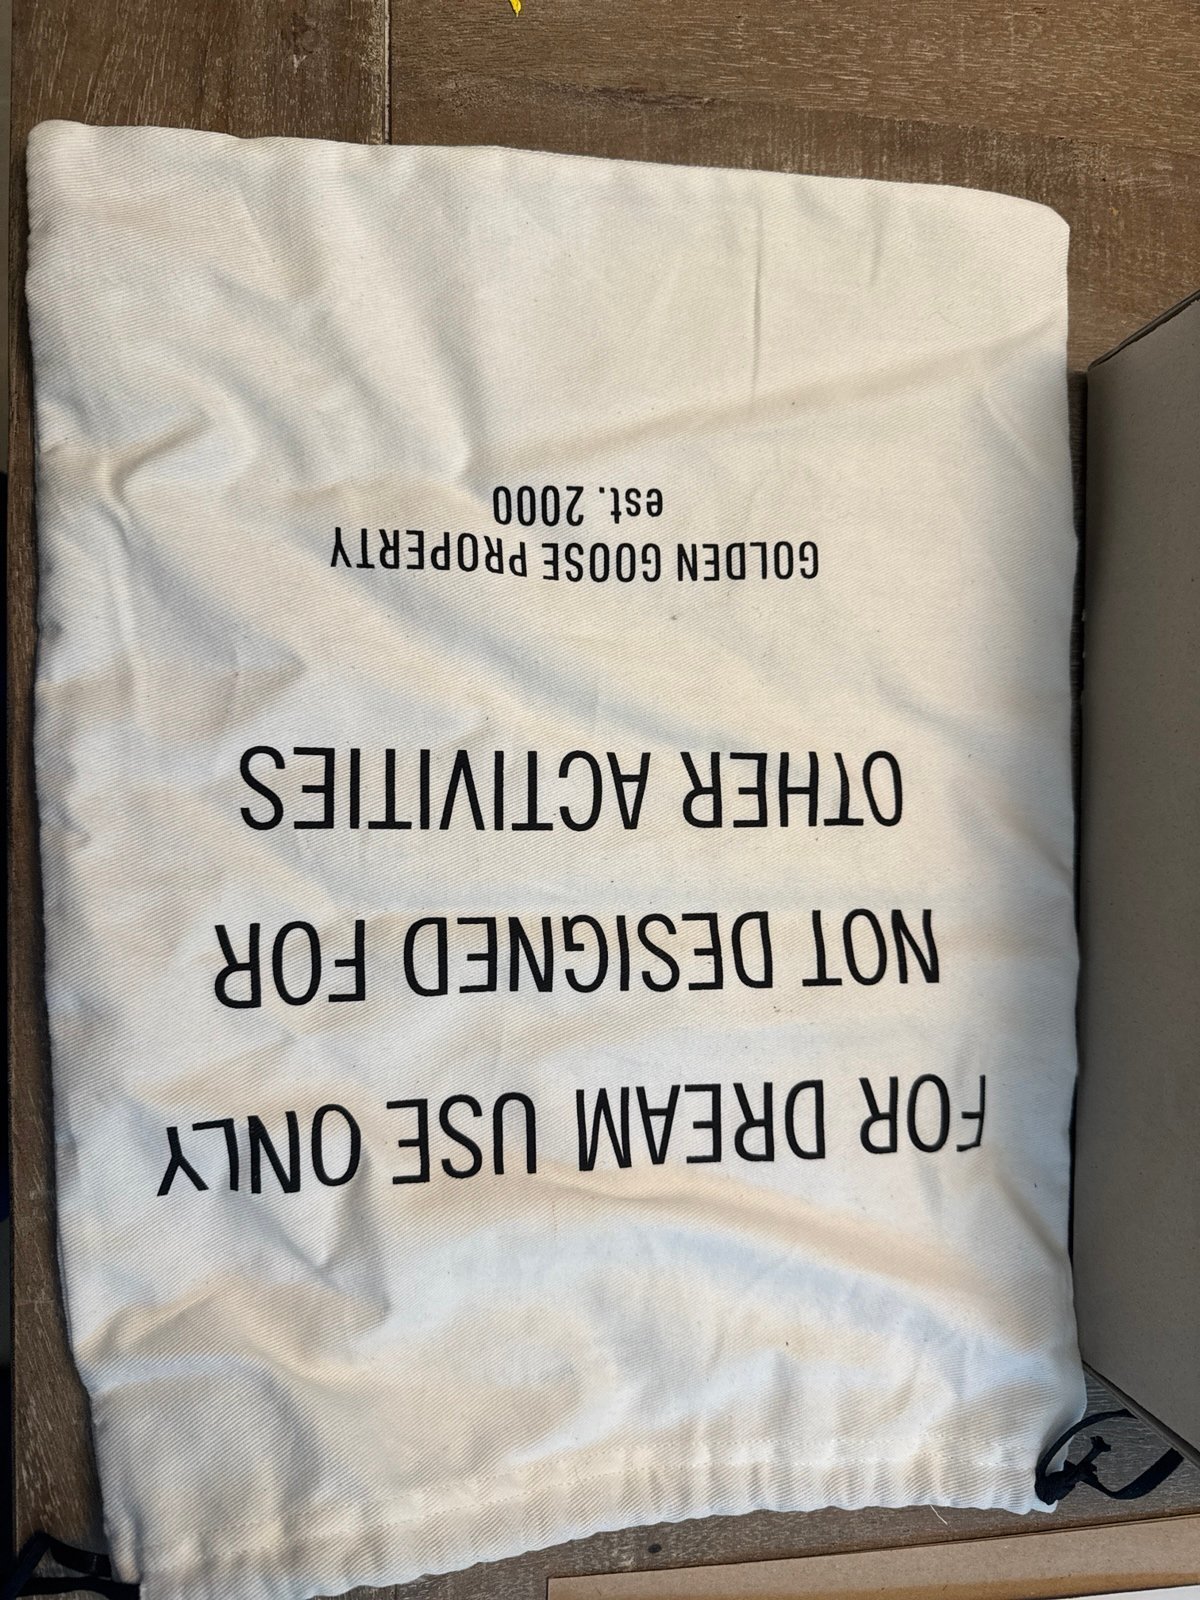 FOR DREAM USE ONLY
NOT DESIGNED FOR
OTHER ACTIVITIES
GOLDEN GOOSE PROPERTY
est. 2000